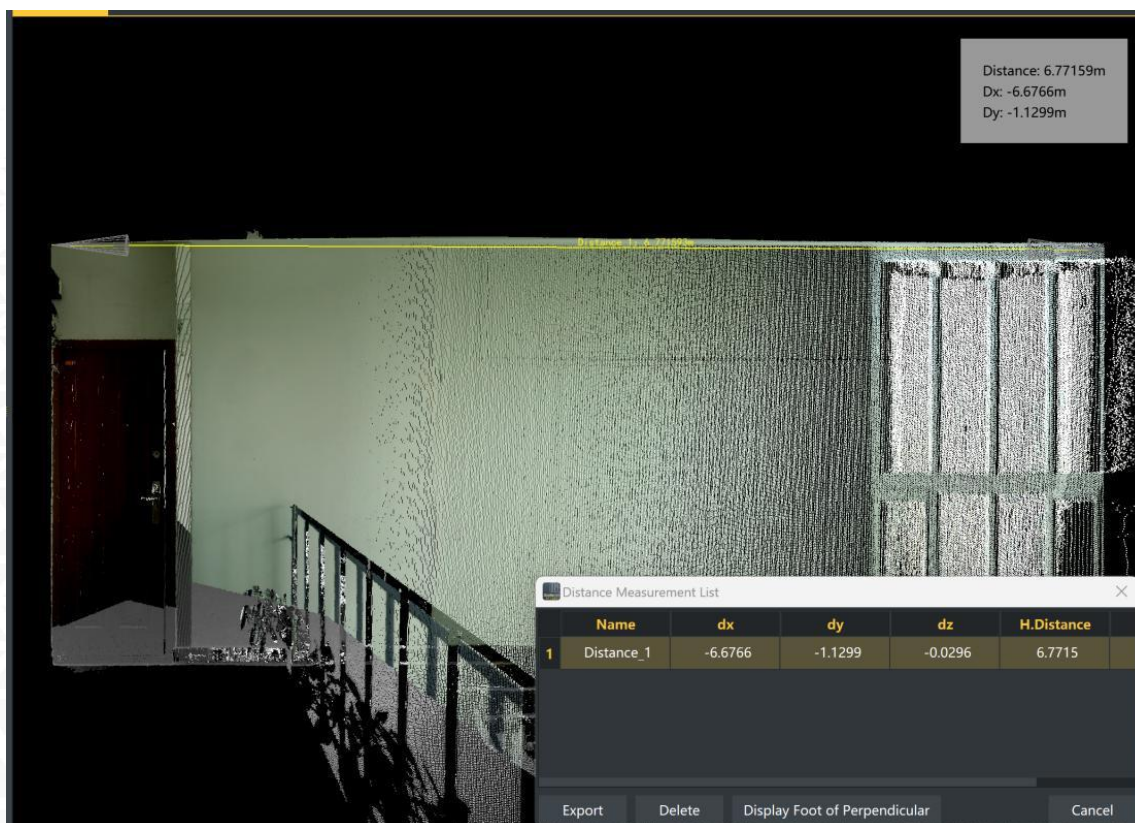 Distance: 6.77159m
Dx: -6.6766m
Dy: -1.1299m
Distance Measurement List
Name dx dy dz H.Distance
1 Distance_1 -6.6766 -1.1299 -0.0296 6.7715
Export Delete Display Foot of Perpendicular Cancel